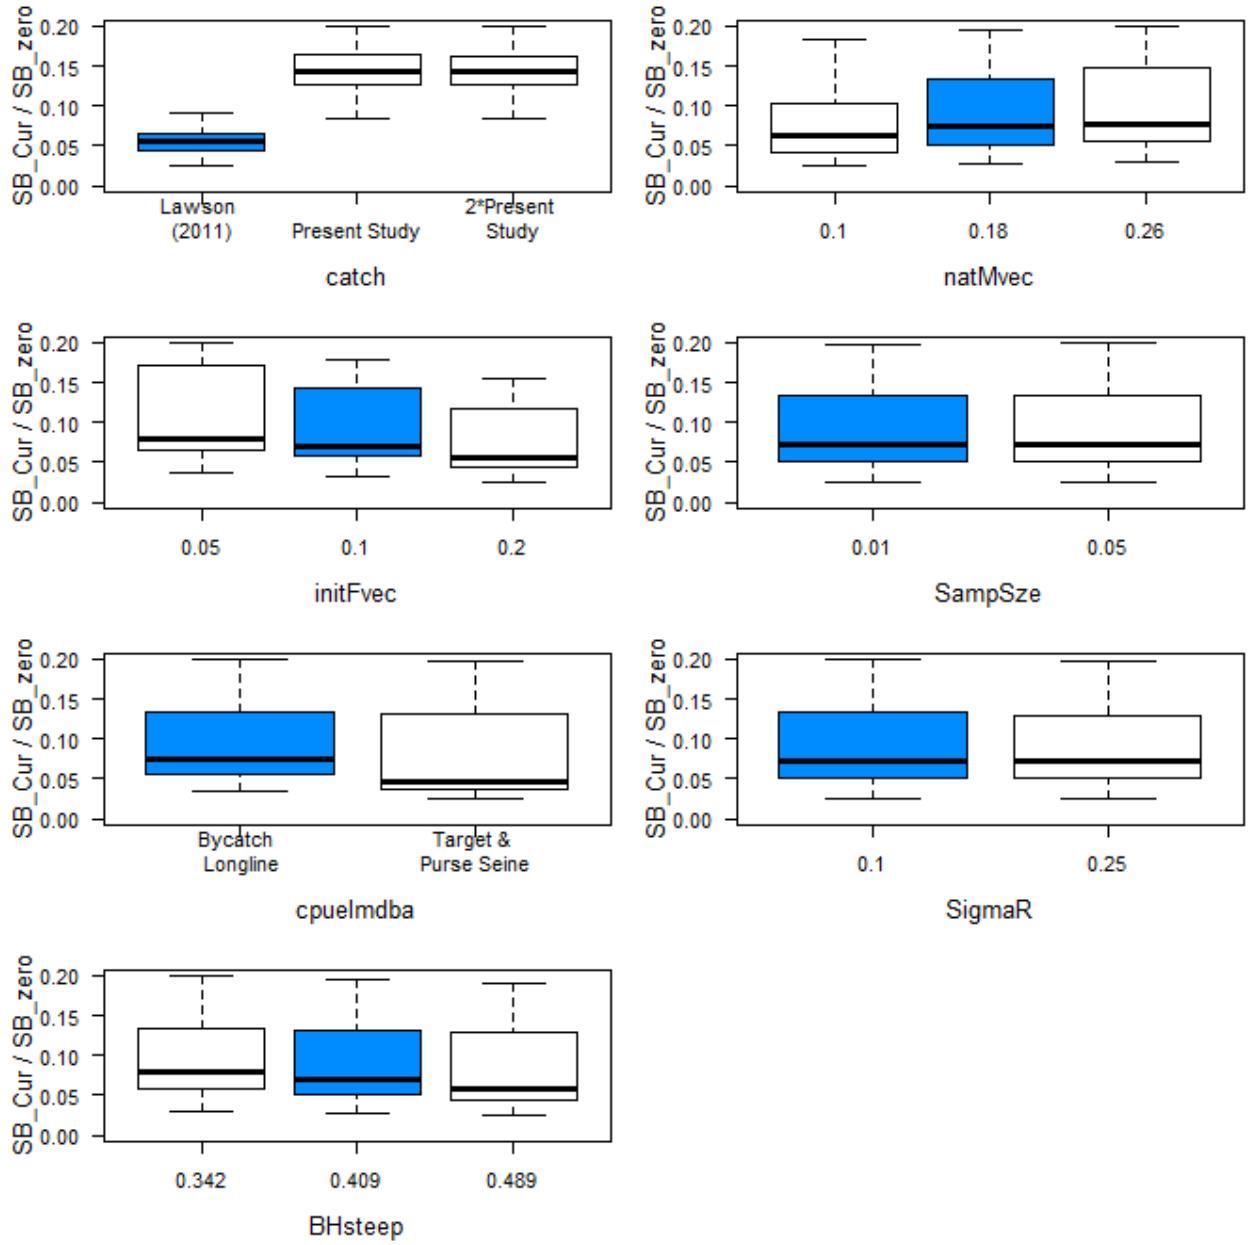 SB_Cur / SB_zero
0.20
0.15
0.10
0.05
0.00
Lawson
(2011)
Present Study
2*Present
Study
catch
SB_Cur / SB_zero
0.20
0.15
0.10
0.05
0.00
0.1
0.18
0.26
natMvec
SB_Cur / SB_zero
0.20
0.15
0.10
0.05
0.00
0.05
0.1
0.2
initFvec
SB_Cur / SB_zero
0.20
0.15
0.10
0.05
0.00
0.01
0.05
SampSze
SB_Cur / SB_zero
0.20
0.15
0.10
0.05
0.00
Bycatch
Longline
Target &
Purse Seine
cpuelmdba
SB_Cur / SB_zero
0.20
0.15
0.10
0.05
0.00
0.1
0.25
SigmaR
SB_Cur / SB_zero
0.20
0.15
0.10
0.05
0.00
0.342
0.409
0.489
BHsteep